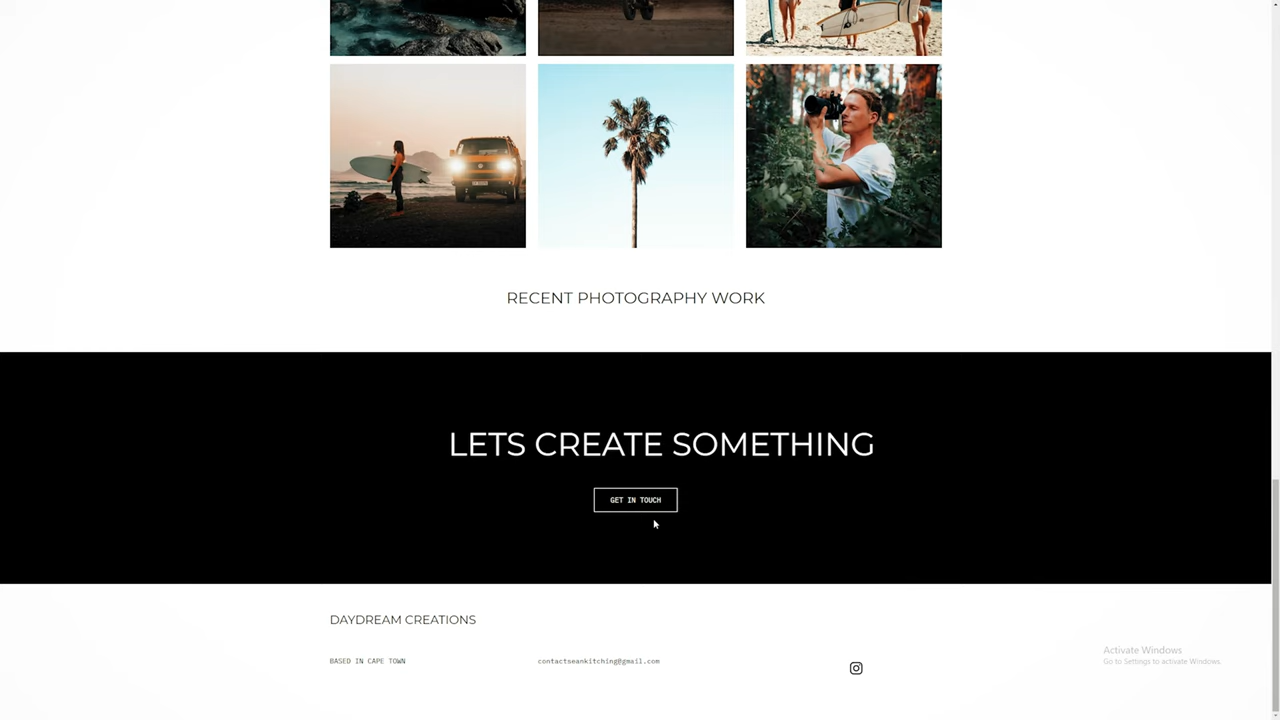 RECENT PHOTOGRAPHY WORK
LETS CREATE SOMETHING
GET IN TOUCH
DAYDREAM CREATIONS
BASED IN CAPE TOWN
contactseankitching@gmail.com
Activate Windows
Go to Settings to activate Windows.